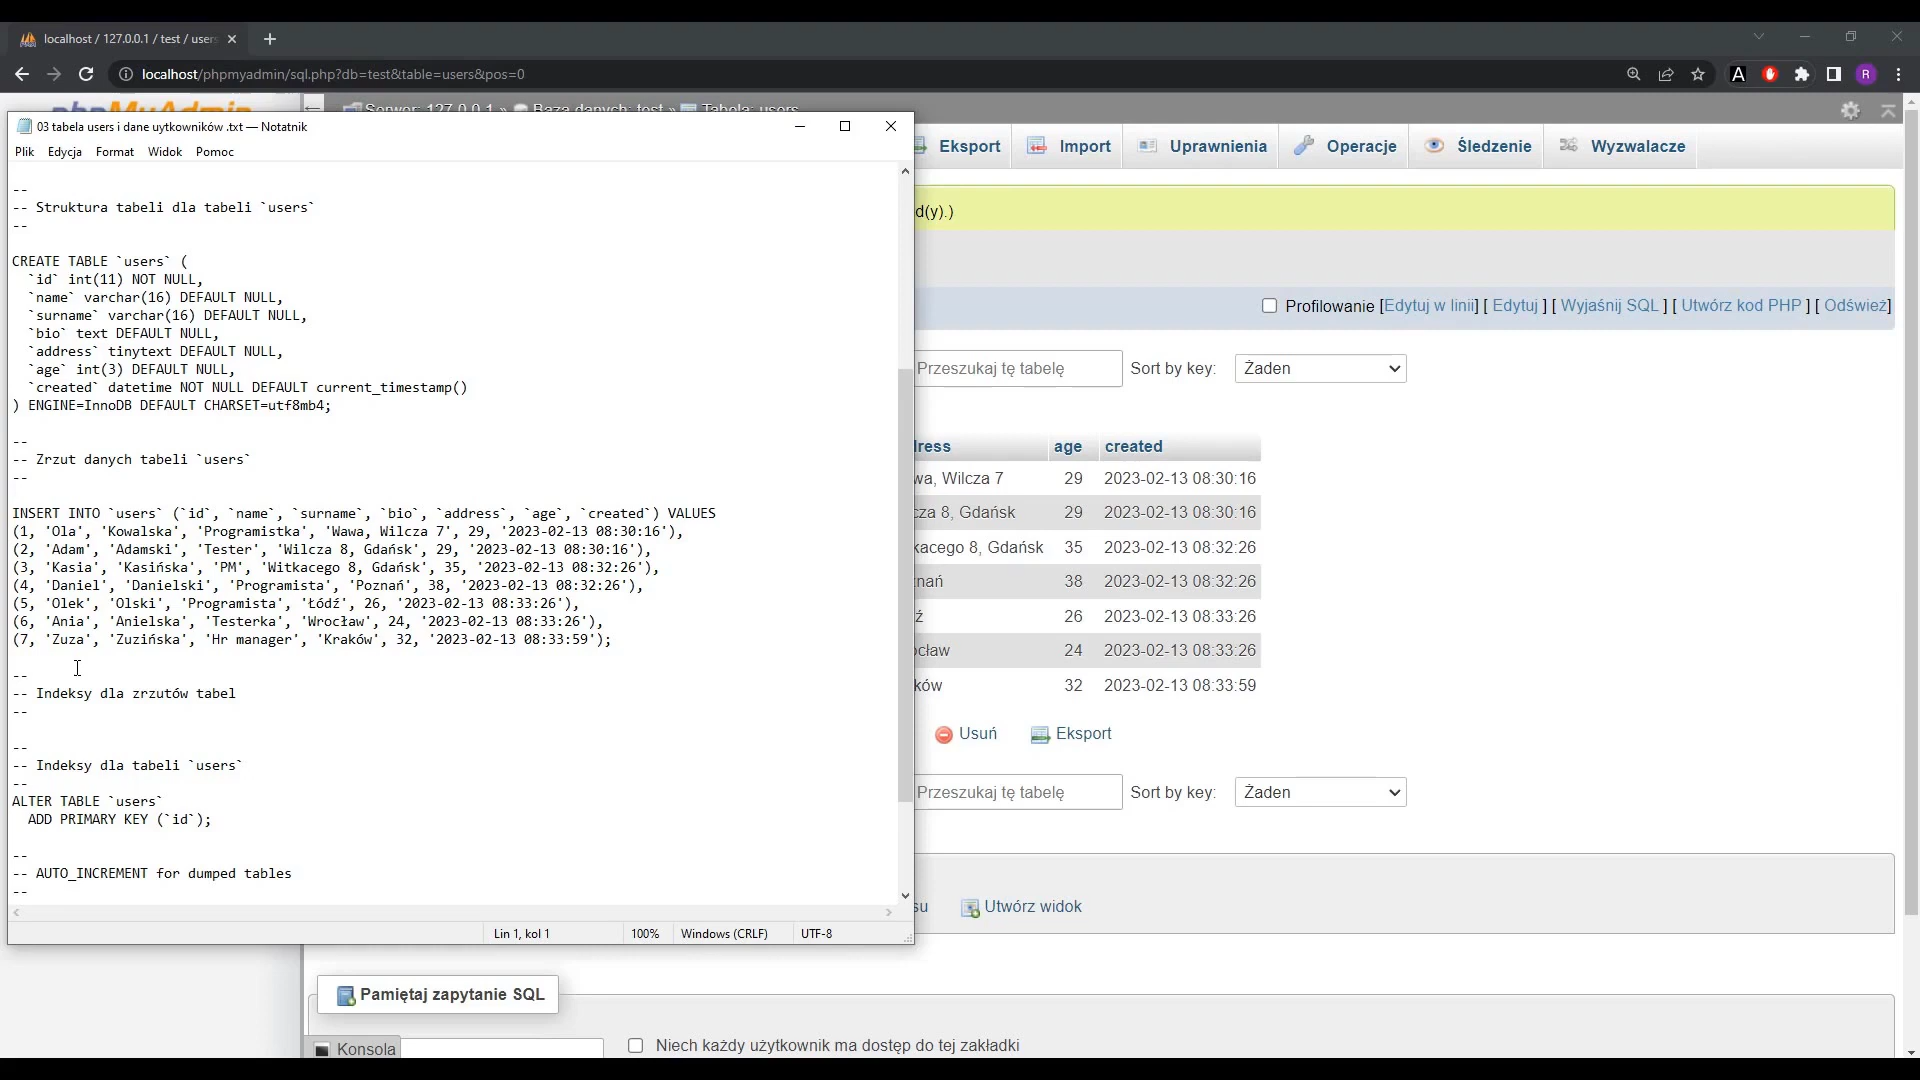 localhost / 127.0.0.1 / test / users
localhost/phpmyadmin/sql.php?db=test&table=users&pos=0
R
phpMyAdmin
Serwer: 127.0.0.1 » Baza danych: test » Tabela: users
03 tabela users i dane uytkowników .txt — Notatnik
Plik Edycja Format Widok Pomoc
--
-- Struktura tabeli dla tabeli `users`
--
CREATE TABLE `users` (
`id` int(11) NOT NULL,
`name` varchar(16) DEFAULT NULL,
`surname` varchar(16) DEFAULT NULL,
`bio` text DEFAULT NULL,
`address` tinytext DEFAULT NULL,
`age` int(3) DEFAULT NULL,
`created` datetime NOT NULL DEFAULT current_timestamp()
) ENGINE=InnoDB DEFAULT CHARSET=utf8mb4;
--
-- Zrzut danych tabeli `users`
--
INSERT INTO `users` (`id`, `name`, `surname`, `bio`, `address`, `age`, `created`) VALUES
(1, 'Ola', 'Kowalska', 'Programistka', 'Wawa, Wilcza 7', 29, '2023-02-13 08:30:16'),
(2, 'Adam', 'Adamski', 'Tester', 'Wilcza 8, Gdańsk', 29, '2023-02-13 08:30:16'),
(3, 'Kasia', 'Kasińska', 'PM', 'Witkacego 8, Gdańsk', 35, '2023-02-13 08:32:26'),
(4, 'Daniel', 'Danielski', 'Programista', 'Poznań', 38, '2023-02-13 08:32:26'),
(5, 'Olek', 'Olski', 'Programista', 'Łódź', 26, '2023-02-13 08:33:26'),
(6, 'Ania', 'Anielska', 'Testerka', 'Wrocław', 24, '2023-02-13 08:33:26'),
(7, 'Zuza', 'Zuzińska', 'Hr manager', 'Kraków', 32, '2023-02-13 08:33:59');
--
-- Indeksy dla zrzutów tabel
--
--
-- Indeksy dla tabeli `users`
--
ALTER TABLE `users`
ADD PRIMARY KEY (`id`);
--
-- AUTO_INCREMENT for dumped tables
--
Lin 1, kol 1 100% Windows (CRLF) UTF-8
Eksport Import Uprawnienia Operacje Śledzenie Wyzwalacze
d(y).)
Profilowanie [Edytuj w linii] [ Edytuj ] [ Wyjaśnij SQL ] [ Utwórz kod PHP ] [ Odśwież]
Przeszukaj tę tabelę Sort by key: Żaden
dress age created
wa, Wilcza 7 29 2023-02-13 08:30:16
cza 8, Gdańsk 29 2023-02-13 08:30:16
kacego 8, Gdańsk 35 2023-02-13 08:32:26
znań 38 2023-02-13 08:32:26
ź 26 2023-02-13 08:33:26
ocław 24 2023-02-13 08:33:26
ków 32 2023-02-13 08:33:59
Usuń Eksport
Przeszukaj tę tabelę Sort by key: Żaden
su Utwórz widok
Pamiętaj zapytanie SQL
Konsola
Niech każdy użytkownik ma dostęp do tej zakładki